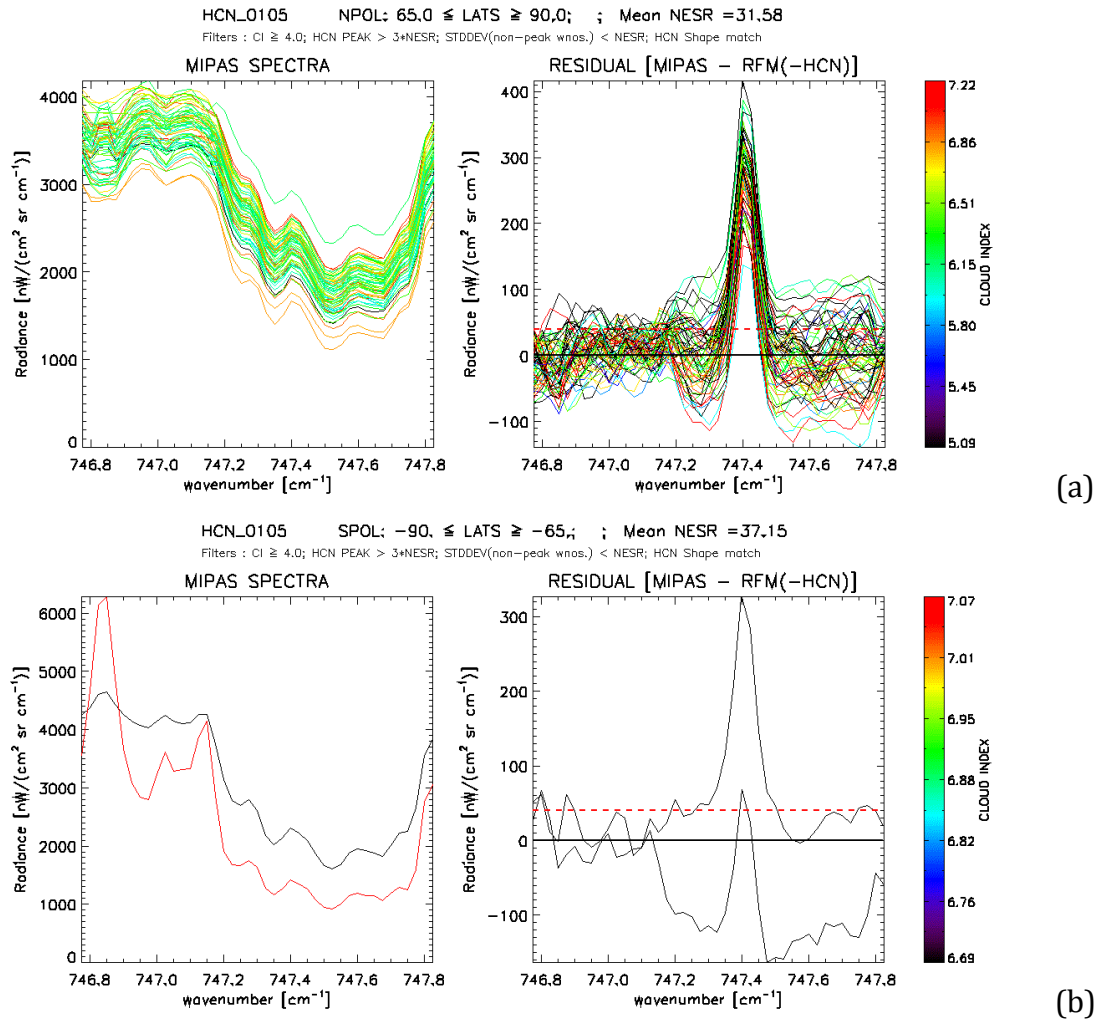 HCN_0105 NPOL: 65.0 ≤ LATS ≥ 90.0; ; Mean NESR =31.58
Filters : CI ≥ 4.0; HCN PEAK > 3*NESR; STDDEV(non-peak wnos.) < NESR; HCN Shape match
MIPAS SPECTRA
RESIDUAL [MIPAS - RFM(-HCN)]
Radiance [nW/(cm² sr cm⁻¹)]
4000
3000
2000
1000
0
746.8 747.0 747.2 747.4 747.6 747.8
wavenumber [cm⁻¹]
Radiance [nW/(cm² sr cm⁻¹)]
400
300
200
100
0
-100
746.8 747.0 747.2 747.4 747.6 747.8
wavenumber [cm⁻¹]
7.22
6.86
6.51
6.15
5.80
5.45
5.09
CLOUD INDEX
(a)
HCN_0105 SPOL: -90. ≤ LATS ≥ -65.; ; Mean NESR =37.15
Filters : CI ≥ 4.0; HCN PEAK > 3*NESR; STDDEV(non-peak wnos.) < NESR; HCN Shape match
MIPAS SPECTRA
RESIDUAL [MIPAS - RFM(-HCN)]
Radiance [nW/(cm² sr cm⁻¹)]
6000
5000
4000
3000
2000
1000
0
746.8 747.0 747.2 747.4 747.6 747.8
wavenumber [cm⁻¹]
Radiance [nW/(cm² sr cm⁻¹)]
300
200
100
0
-100
746.8 747.0 747.2 747.4 747.6 747.8
wavenumber [cm⁻¹]
7.07
7.01
6.95
6.88
6.82
6.76
6.69
CLOUD INDEX
(b)